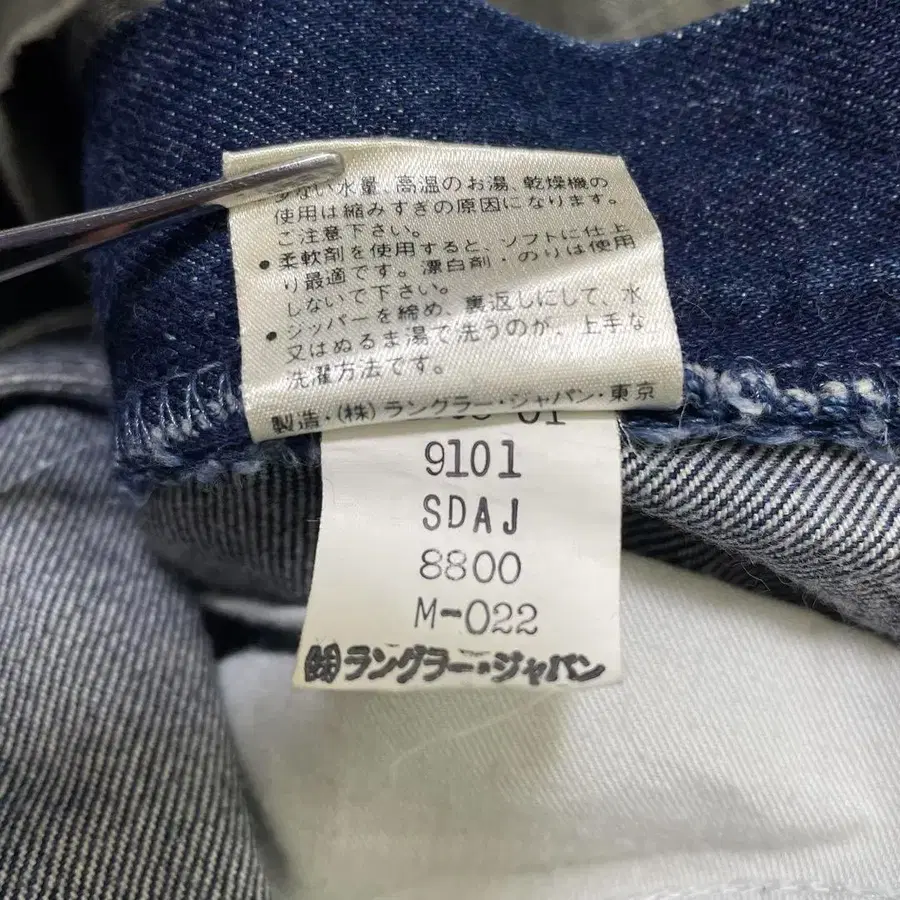 少ない水量、高温のお湯、乾燥機の
使用は縮みすぎの原因になります。
ご注意下さい。
●柔軟剤を使用すると、ソフトに仕上
り最適です。漂白剤・のりは使用
しないで下さい。
●ジッパーを締め、裏返しにして、水
又はぬるま湯で洗うのが、上手な
洗濯方法です。
製造・(株)ラングラー・ジャパン・東京
9101
SDAJ
8800
M-022
㈱ラングラー・ジャパン